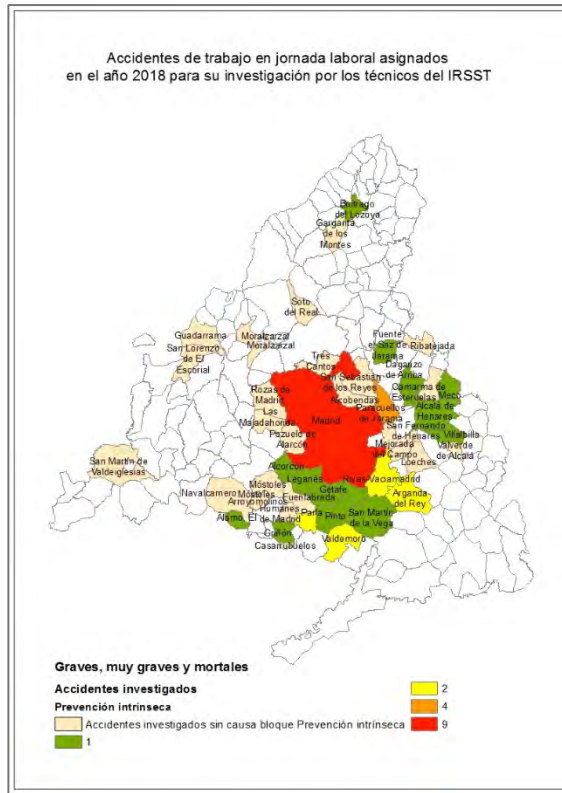 Accidentes de trabajo en jornada laboral asignados
en el año 2018 para su investigación por los técnicos del IRSST
Buitrago
del Lozoya
Garganta
de los
Montes
Soto
del Real
Guadarrama
San Lorenzo
de El
Escorial
Moralzarzal
Moralzarzal
Fuente
el Saz de
Jarama
Ribatejada
Tres
Cantos
Daganzo
de Arriba
San Sebastián
de los Reyes
Camarma de
Esteruelas
Meco
Rozas de
Madrid
Las
Alcobendas
Alcalá de
Henares
Majadahonda
Madrid
Paracuellos
de Jarama
San Fernando
de Henares
Villalbilla
Pozuelo de
Alarcón
Mejorada
del Campo
Valverde
de Alcalá
Loeches
San Martín de
Valdeiglesias
Alcorcón
Leganés
Rivas-Vaciamadrid
Móstoles
Getafe
Navalcarnero
Móstoles
Fuenlabrada
Arganda
del Rey
Arroyomolinos
Humanes
de Madrid
El
Álamo
Parla
Pinto
San Martín
de la Vega
Griñón
Casarrubuelos
Valdemoro
Graves, muy graves y mortales
Accidentes investigados
Prevención intrínseca
Accidentes investigados sin causa bloque Prevención intrínseca
1
2
4
9